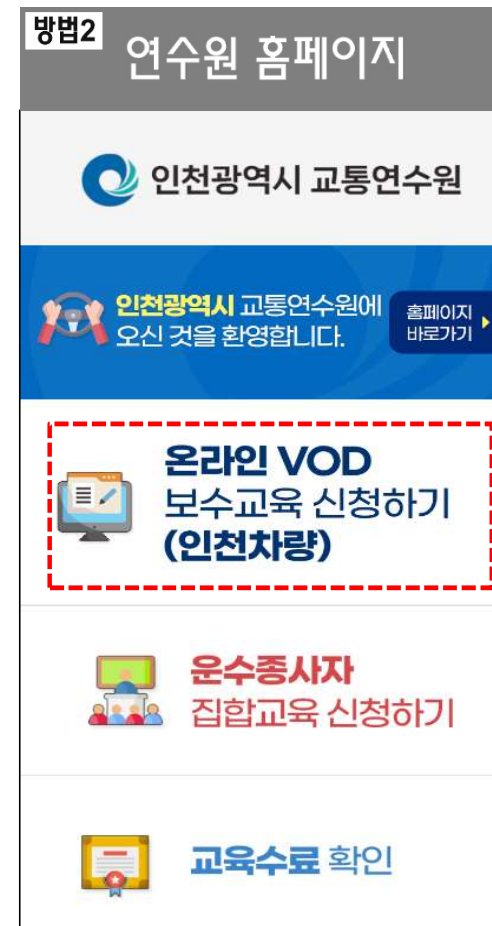 방법2
연수원 홈페이지
인천광역시 교통연수원
인천광역시 교통연수원에
오신 것을 환영합니다.
홈페이지
바로가기
온라인 VOD
보수교육 신청하기
(인천차량)
운수종사자
집합교육 신청하기
교육수료 확인